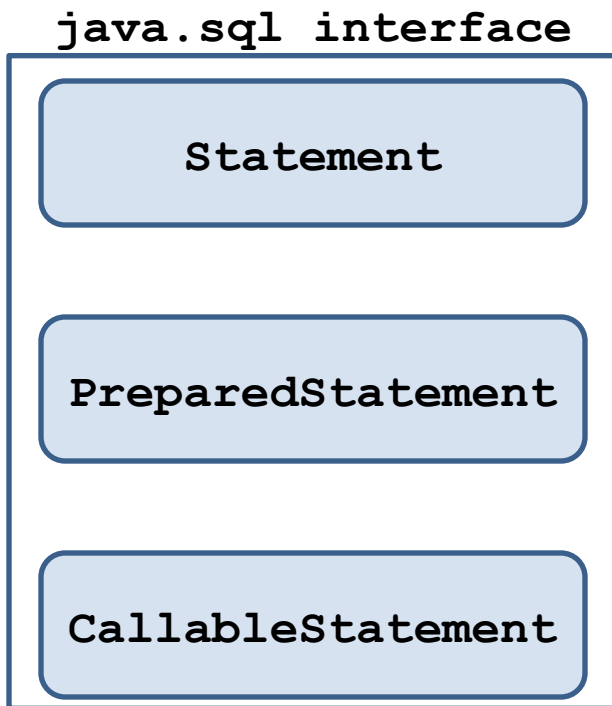 java.sql interface
Statement
PreparedStatement
CallableStatement